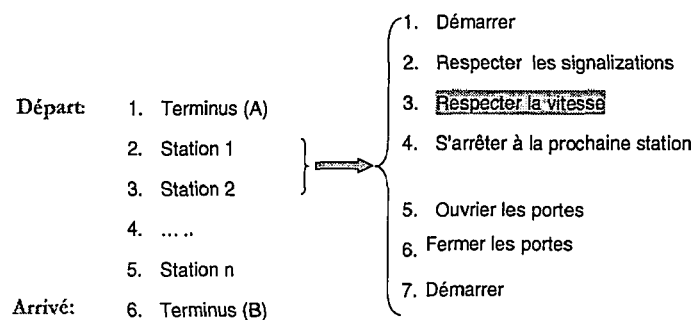 Départ:
1. Terminus (A)
2. Station 1
3. Station 2
4. ... ..
5. Station n
Arrivé:
6. Terminus (B)
1. Démarrer
2. Respecter les signalizations
3. Respecter la vitesse
4. S'arrêter à la prochaine station
5. Ouvrier les portes
6. Fermer les portes
7. Démarrer